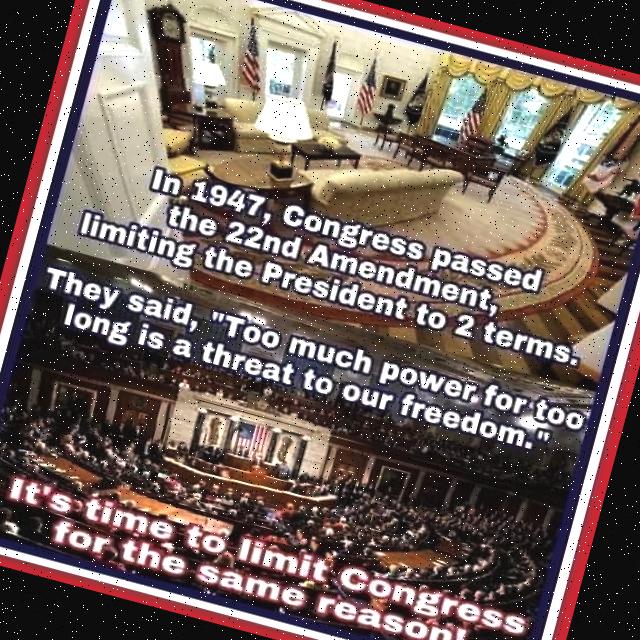 In 1947, Congress passed
the 22nd Amendment,
limiting the President to 2 terms.
They said, "Too much power for too
long is a threat to our freedom."
It's time to limit Congress
for the same reason!